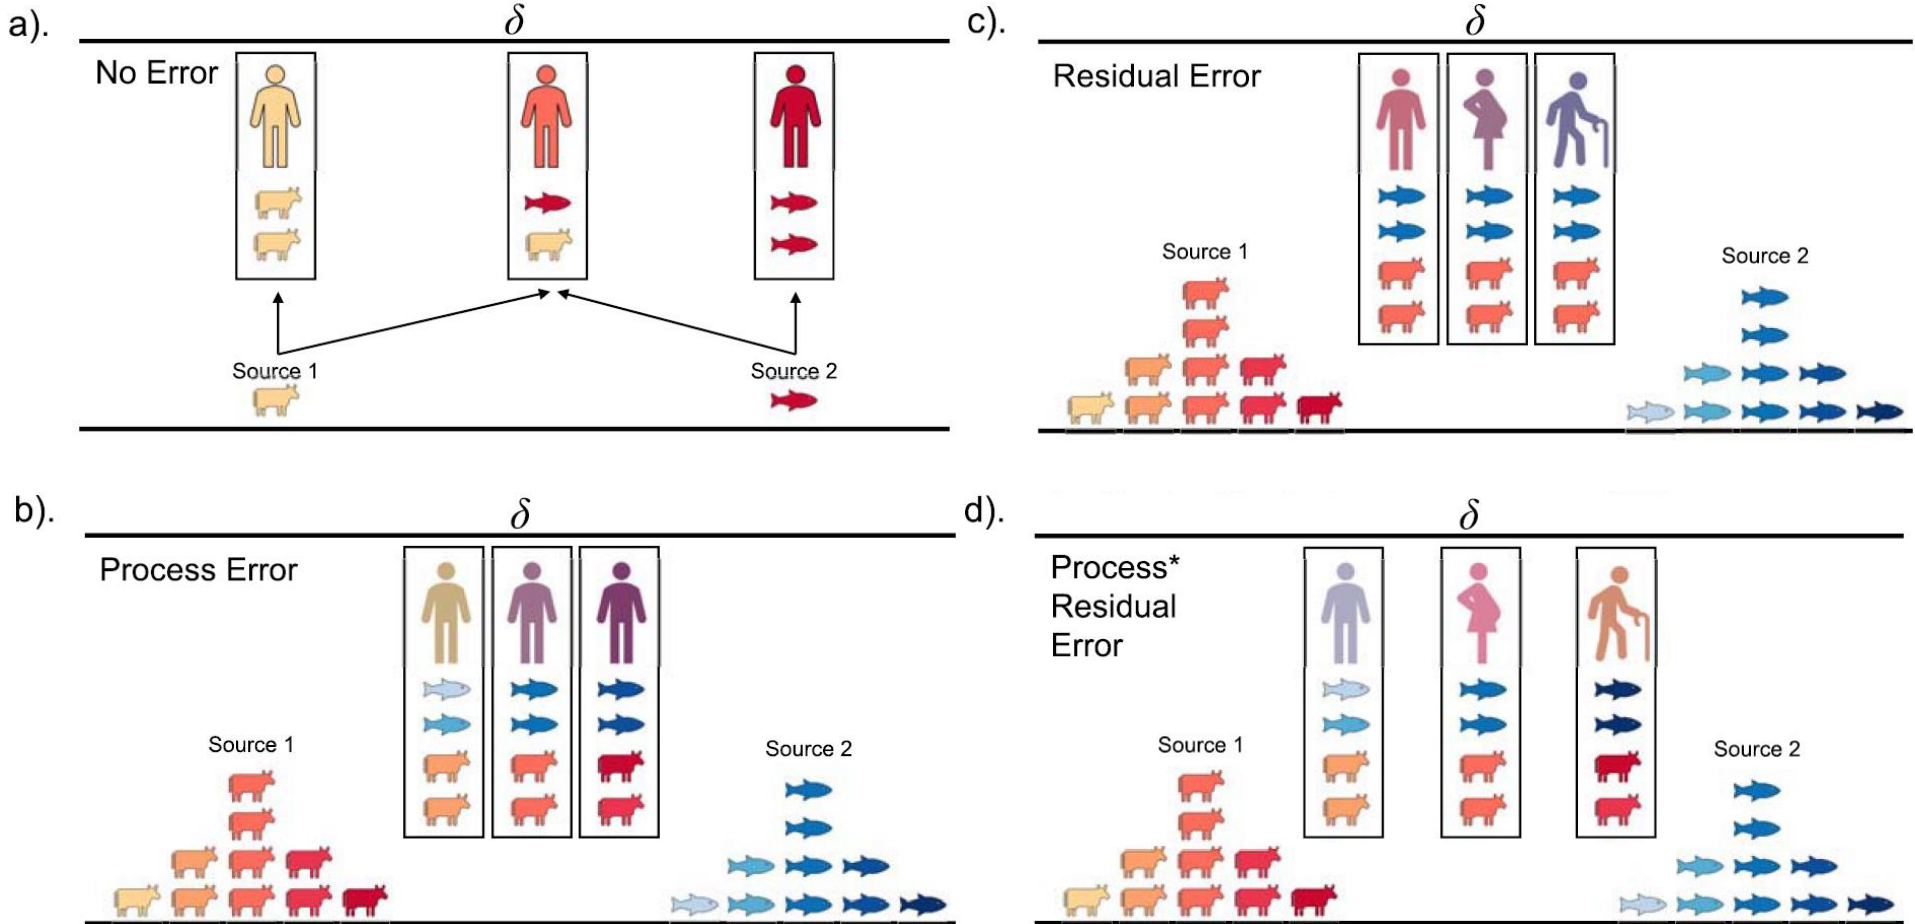 a).
δ
No Error
Source 1
Source 2
b).
δ
Process Error
Source 1
Source 2
c).
δ
Residual Error
Source 1
Source 2
d).
δ
Process*
Residual
Error
Source 1
Source 2